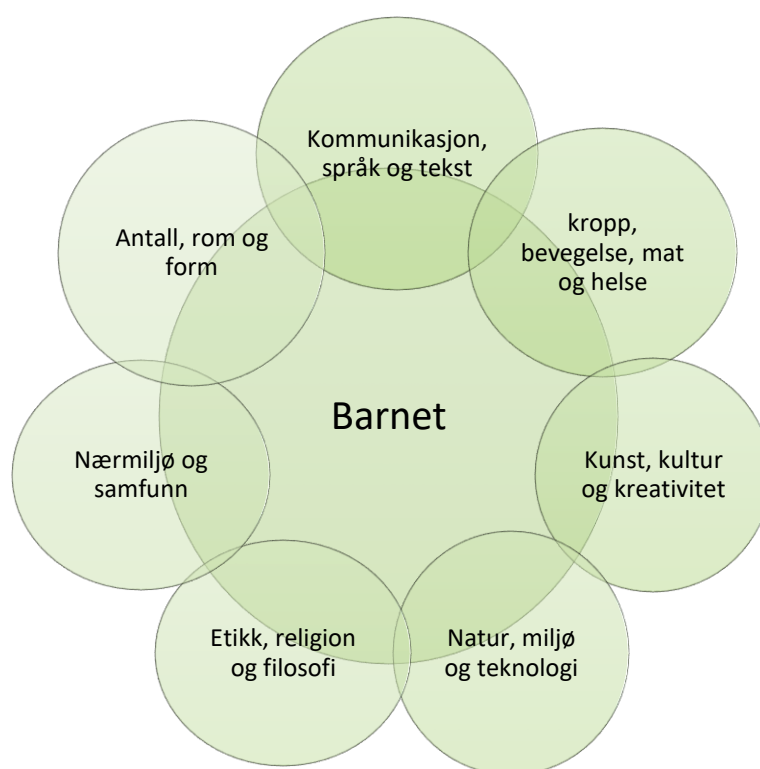 Kommunikasjon,
språk og tekst
kropp,
bevegelse, mat
og helse
Antall, rom og
form
Barnet
Kunst, kultur
og kreativitet
Nærmiljø og
samfunn
Natur, miljø
og teknologi
Etikk, religion
og filosofi